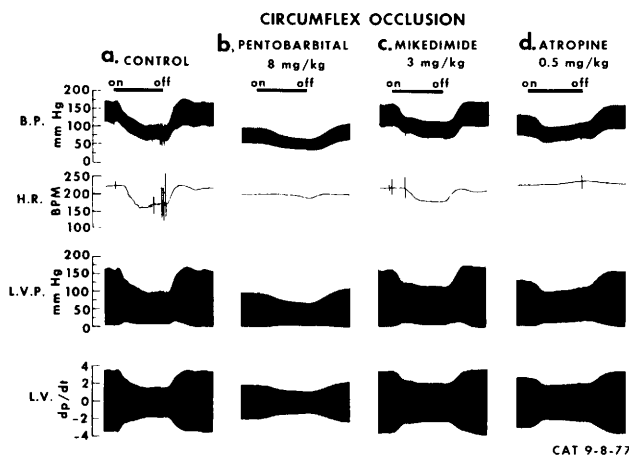 CIRCUMFLEX OCCLUSION
a. CONTROL
b. PENTOBARBITAL
8 mg/kg
c. MIKEDIMIDE
3 mg/kg
d. ATROPINE
0.5 mg/kg
on off
on off
on off
on off
B.P.
mm Hg
200
150
100
50
0
H.R.
BPM
250
200
150
100
L.V.P.
mm Hg
200
150
100
50
0
L.V.
dp/dt
4
2
0
-2
-4
CAT 9-8-77